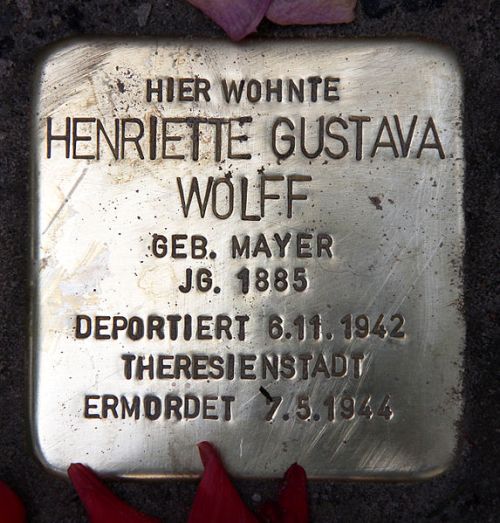 HIER WOHNTE
HENRIETTE GUSTAVA
WOLFF
GEB. MAYER
JG. 1885
DEPORTIERT 6.11.1942
THERESIENSTADT
ERMORDET 7.5.1944